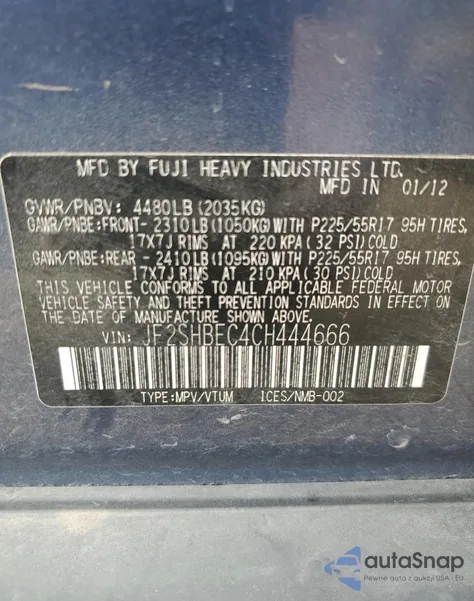 MFD BY FUJI HEAVY INDUSTRIES LTD.
MFD IN 01/12
GVWR/PNBV: 4480LB(2035KG)
GAWR/PNBE:FRONT- 2310LB(1050KG)WITH P225/55R17 95H TIRES,
17X7J RIMS AT 220 KPA(32 PSI)COLD
GAWR/PNBE:REAR - 2410LB(1095KG)WITH P225/55R17 95H TIRES,
17X7J RIMS AT 210 KPA(30 PSI)COLD
THIS VEHICLE CONFORMS TO ALL APPLICABLE FEDERAL MOTOR
VEHICLE SAFETY AND THEFT PREVENTION STANDARDS IN EFFECT
ON THE DATE OF MANUFACTURE SHOWN ABOVE.
VIN: JF2SHBEC4CH444666
TYPE:MPV/VTUM ICES/NMB-002
autoSnap
Pewne auto z USA - EU